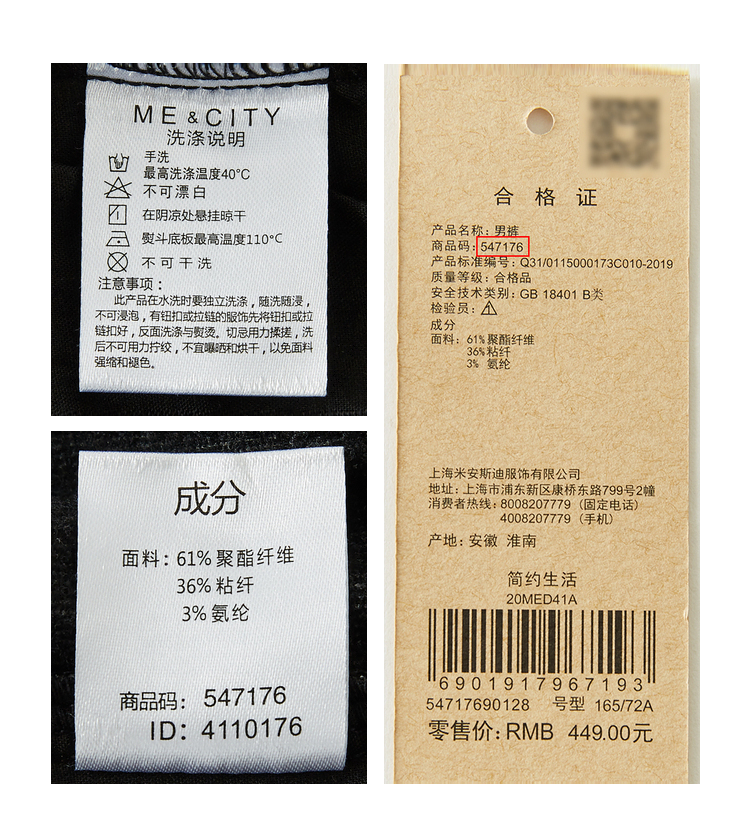 ME&CITY
洗涤说明
手洗
最高洗涤温度40℃
不可漂白
在阴凉处悬挂晾干
熨斗底板最高温度110℃
不可干洗
注意事项：
此产品在水洗时要独立洗涤，随洗随浸，
不可浸泡，有钮扣或拉链的服饰先将钮扣或拉
链扣好，反面洗涤与熨烫。切忌用力揉搓，洗
后不可用力拧绞，不宜曝晒和烘干，以免面料
强缩和褪色。
成分
面料：61% 聚酯纤维
36% 粘纤
3% 氨纶
商品码： 547176
ID：4110176
合格证
产品名称：男裤
商品码：547176
产品标准编号：Q31/0115000173C010-2019
质量等级：合格品
安全技术类别：GB 18401 B类
检验员：
成分
面料：61%聚酯纤维
36%粘纤
3% 氨纶
上海米安斯迪服饰有限公司
地址：上海市浦东新区康桥东路799号2幢
消费者热线：8008207779（固定电话）
4008207779（手机）
产地：安徽 淮南
简约生活
20MED41A
6901917967193
54717690128 号型 165/72A
零售价：RMB 449.00元